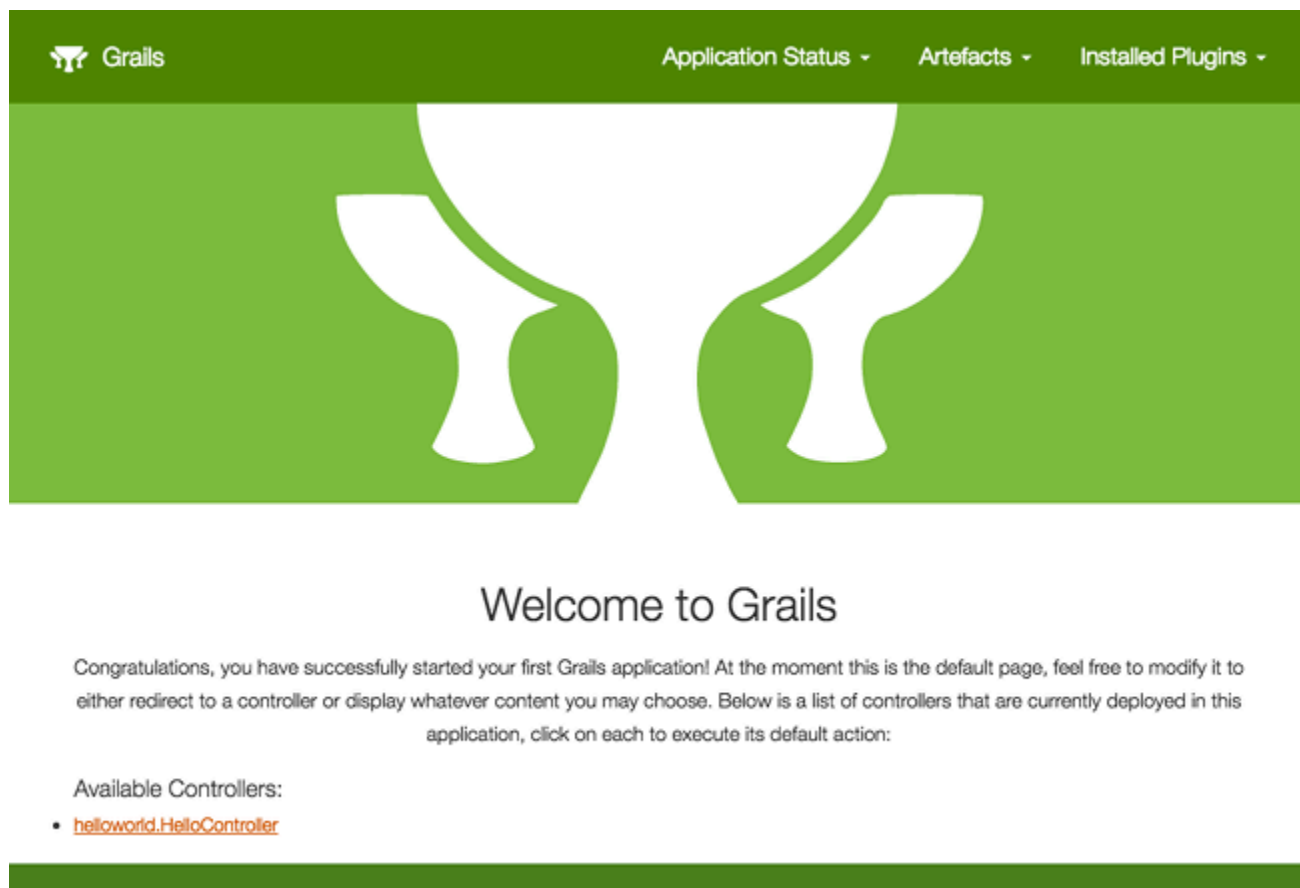 Grails
Application Status
Artefacts
Installed Plugins
Welcome to Grails
Congratulations, you have successfully started your first Grails application! At the moment this is the default page, feel free to modify it to
either redirect to a controller or display whatever content you may choose. Below is a list of controllers that are currently deployed in this
application, click on each to execute its default action:
Available Controllers:
helloworld.HelloController